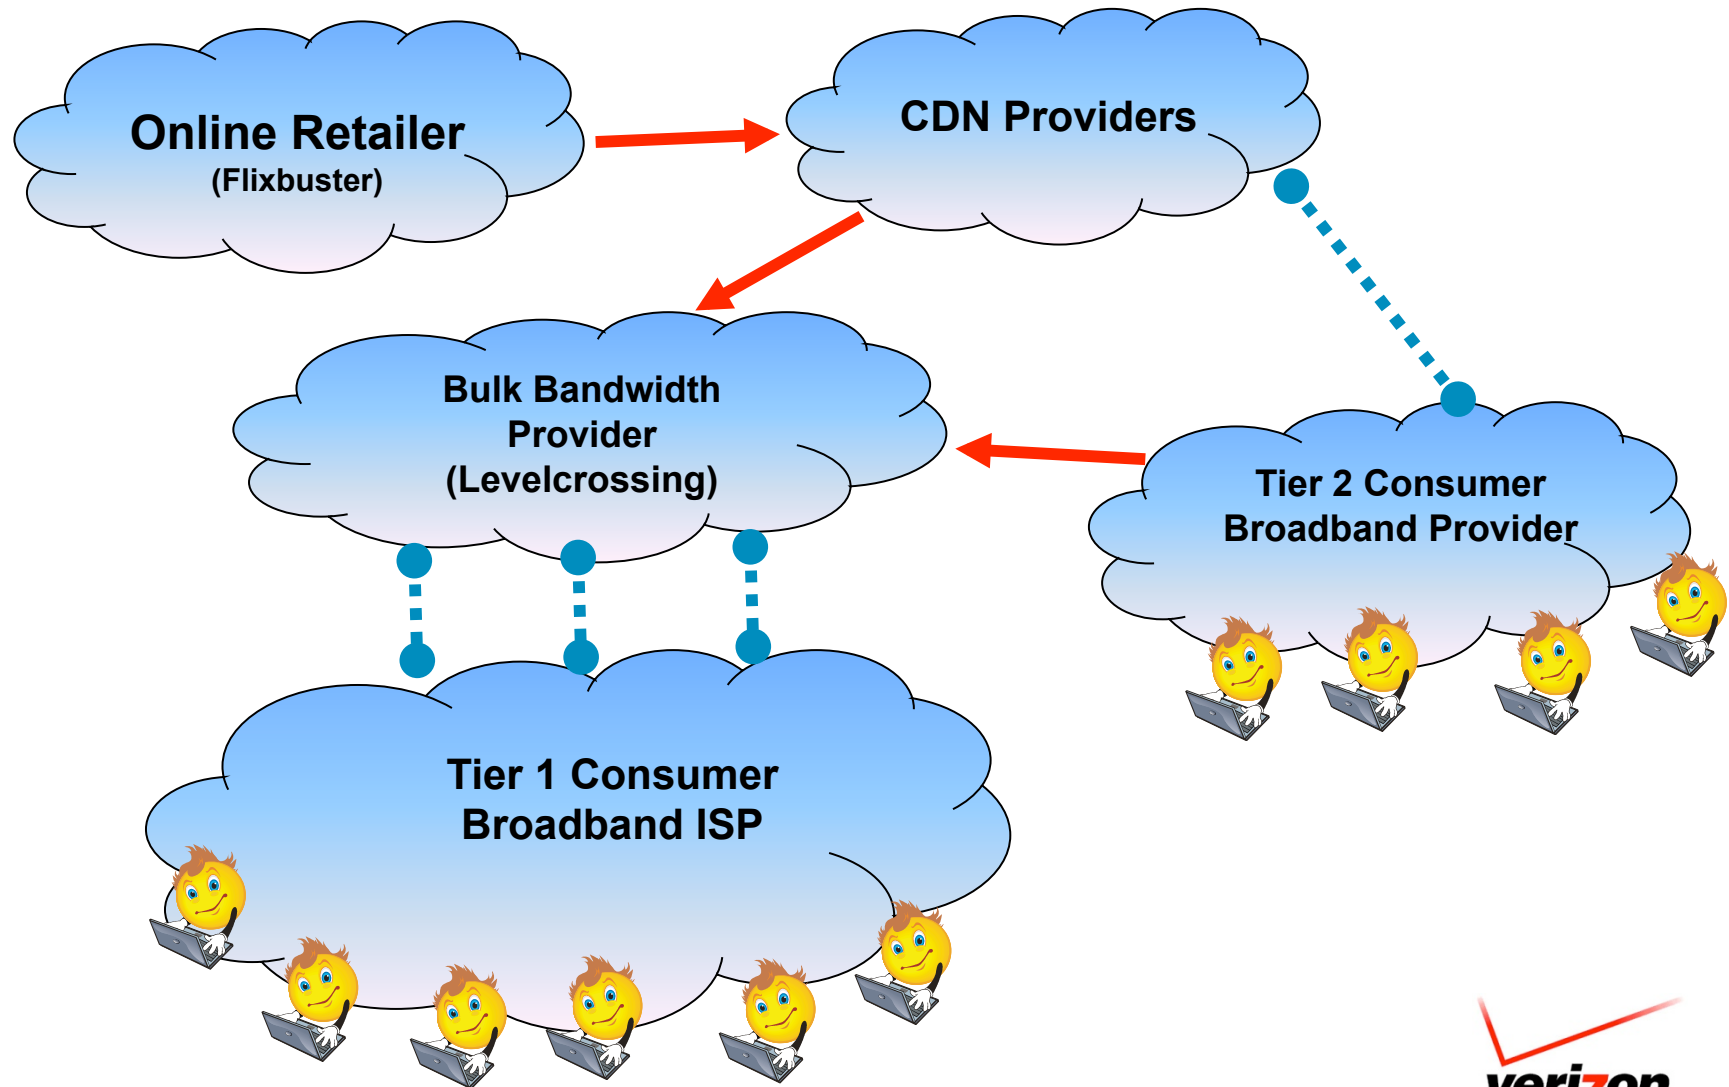 Online Retailer
(Flixbuster)
CDN Providers
Bulk Bandwidth
Provider
(Levelcrossing)
Tier 2 Consumer
Broadband Provider
Tier 1 Consumer
Broadband ISP
verizon